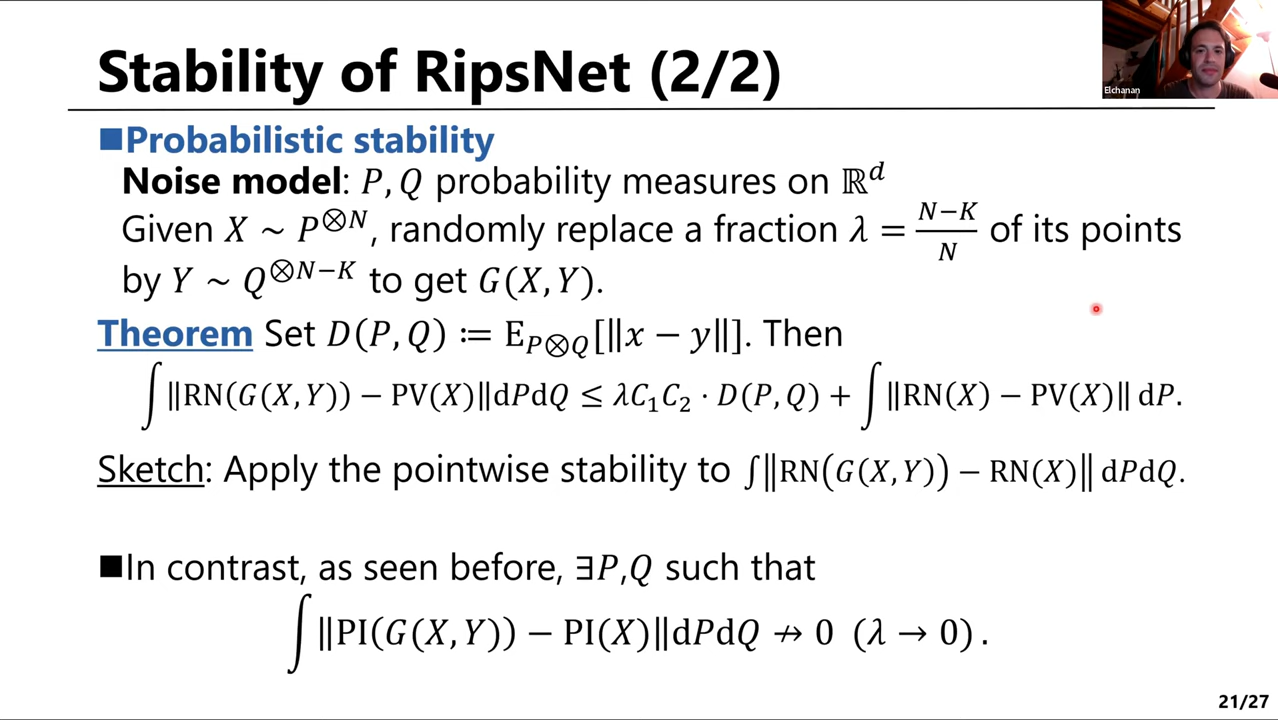 Stability of RipsNet (2/2)
Elchanan
■Probabilistic stability
Noise model: 𝑃, 𝑄 probability measures on ℝ^𝑑
Given 𝑋 ~ 𝑃^{⊗𝑁}, randomly replace a fraction 𝜆 = \frac{𝑁−𝐾}{𝑁} of its points
by 𝑌 ~ 𝑄^{⊗𝑁−𝐾} to get 𝐺(𝑋, 𝑌).
Theorem Set 𝐷(𝑃, 𝑄) ≔ E_{𝑃⊗𝑄}[‖𝑥 − 𝑦‖]. Then
∫‖RN(𝐺(𝑋, 𝑌)) − PV(𝑋)‖d𝑃d𝑄 ≤ 𝜆𝐶_1𝐶_2 · 𝐷(𝑃, 𝑄) + ∫‖RN(𝑋) − PV(𝑋)‖ d𝑃.
Sketch: Apply the pointwise stability to ∫‖RN(𝐺(𝑋, 𝑌)) − RN(𝑋)‖ d𝑃d𝑄.
■In contrast, as seen before, ∃𝑃,𝑄 such that
∫‖PI(𝐺(𝑋, 𝑌)) − PI(𝑋)‖d𝑃d𝑄 ↛ 0 (𝜆 → 0) .
21/27